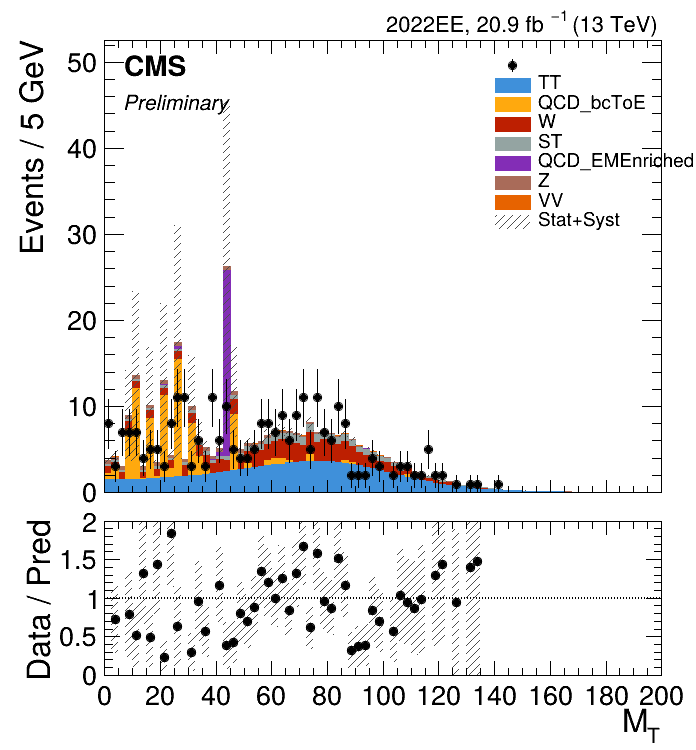 2022EE, 20.9 fb ⁻¹ (13 TeV)
Events / 5 GeV
50
40
30
20
10
0
CMS
Preliminary
TT
QCD_bcToE
W
ST
QCD_EMEnriched
Z
VV
Stat+Syst
Data / Pred
2
1.5
1
0.5
0
0 20 40 60 80 100 120 140 160 180 200
M_T